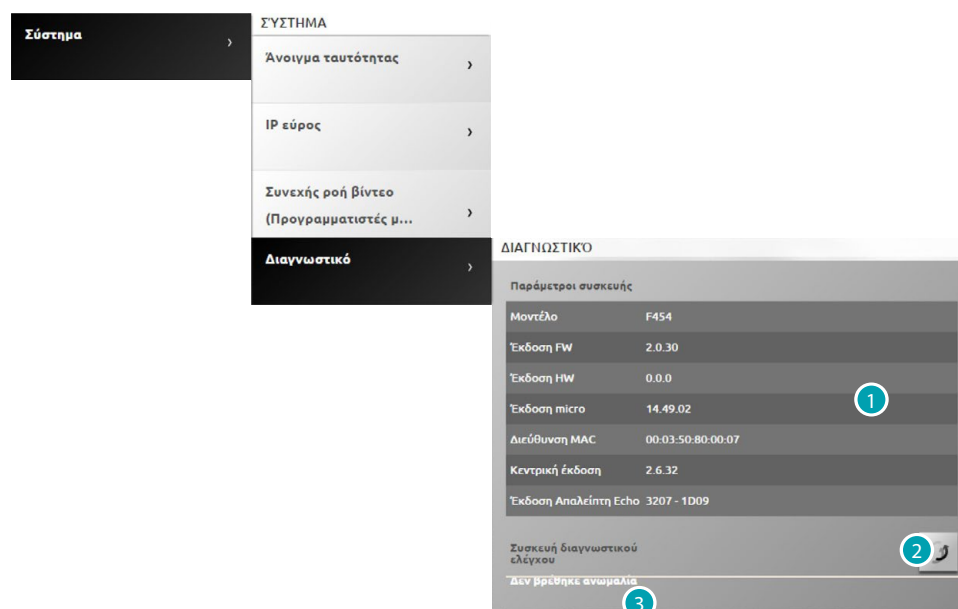 Σύστημα
ΣΎΣΤΗΜΑ
Άνοιγμα ταυτότητας
IP εύρος
Συνεχής ροή βίντεο
(Προγραμματιστές μ...
Διαγνωστικό
ΔΙΑΓΝΩΣΤΙΚΌ
Παράμετροι συσκευής
Μοντέλο F454
Έκδοση FW 2.0.30
Έκδοση HW 0.0.0
Έκδοση micro 14.49.02
1
Διεύθυνση MAC 00:03:50:80:00:07
Κεντρική έκδοση 2.6.32
Έκδοση Απαλείπτη Echo 3207 - 1D09
Συσκευή διαγνωστικού
ελέγχου
2
Δεν βρέθηκε ανωμαλία
3